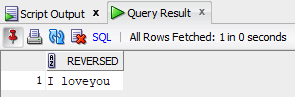 Script Output x Query Result x
SQL | All Rows Fetched: 1 in 0 seconds
REVERSED
1 I loveyou